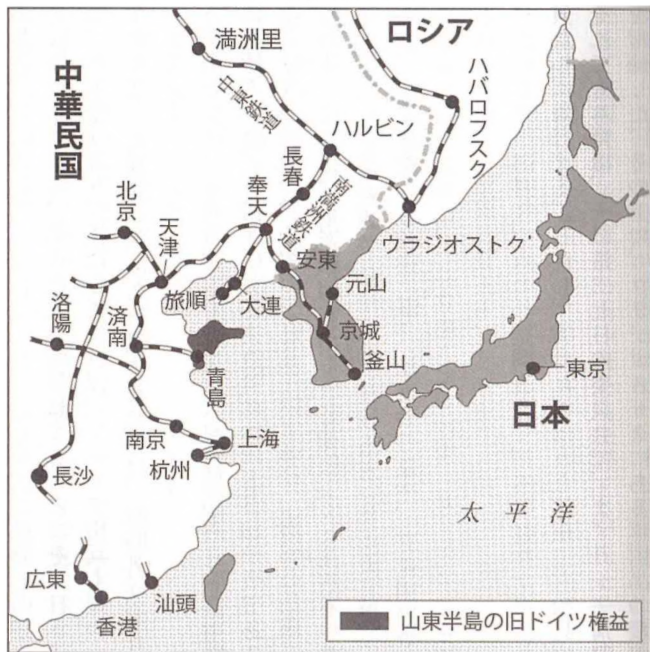 満洲里
ロシア
中華民国
中東鉄道
ハバロフスク
ハルビン
長春
奉天
南満洲鉄道
北京
天津
ウラジオストク
安東
元山
旅順
大連
洛陽
済南
京城
釜山
青島
東京
日本
南京
上海
杭州
長沙
太平洋
広東
汕頭
香港
山東半島の旧ドイツ権益